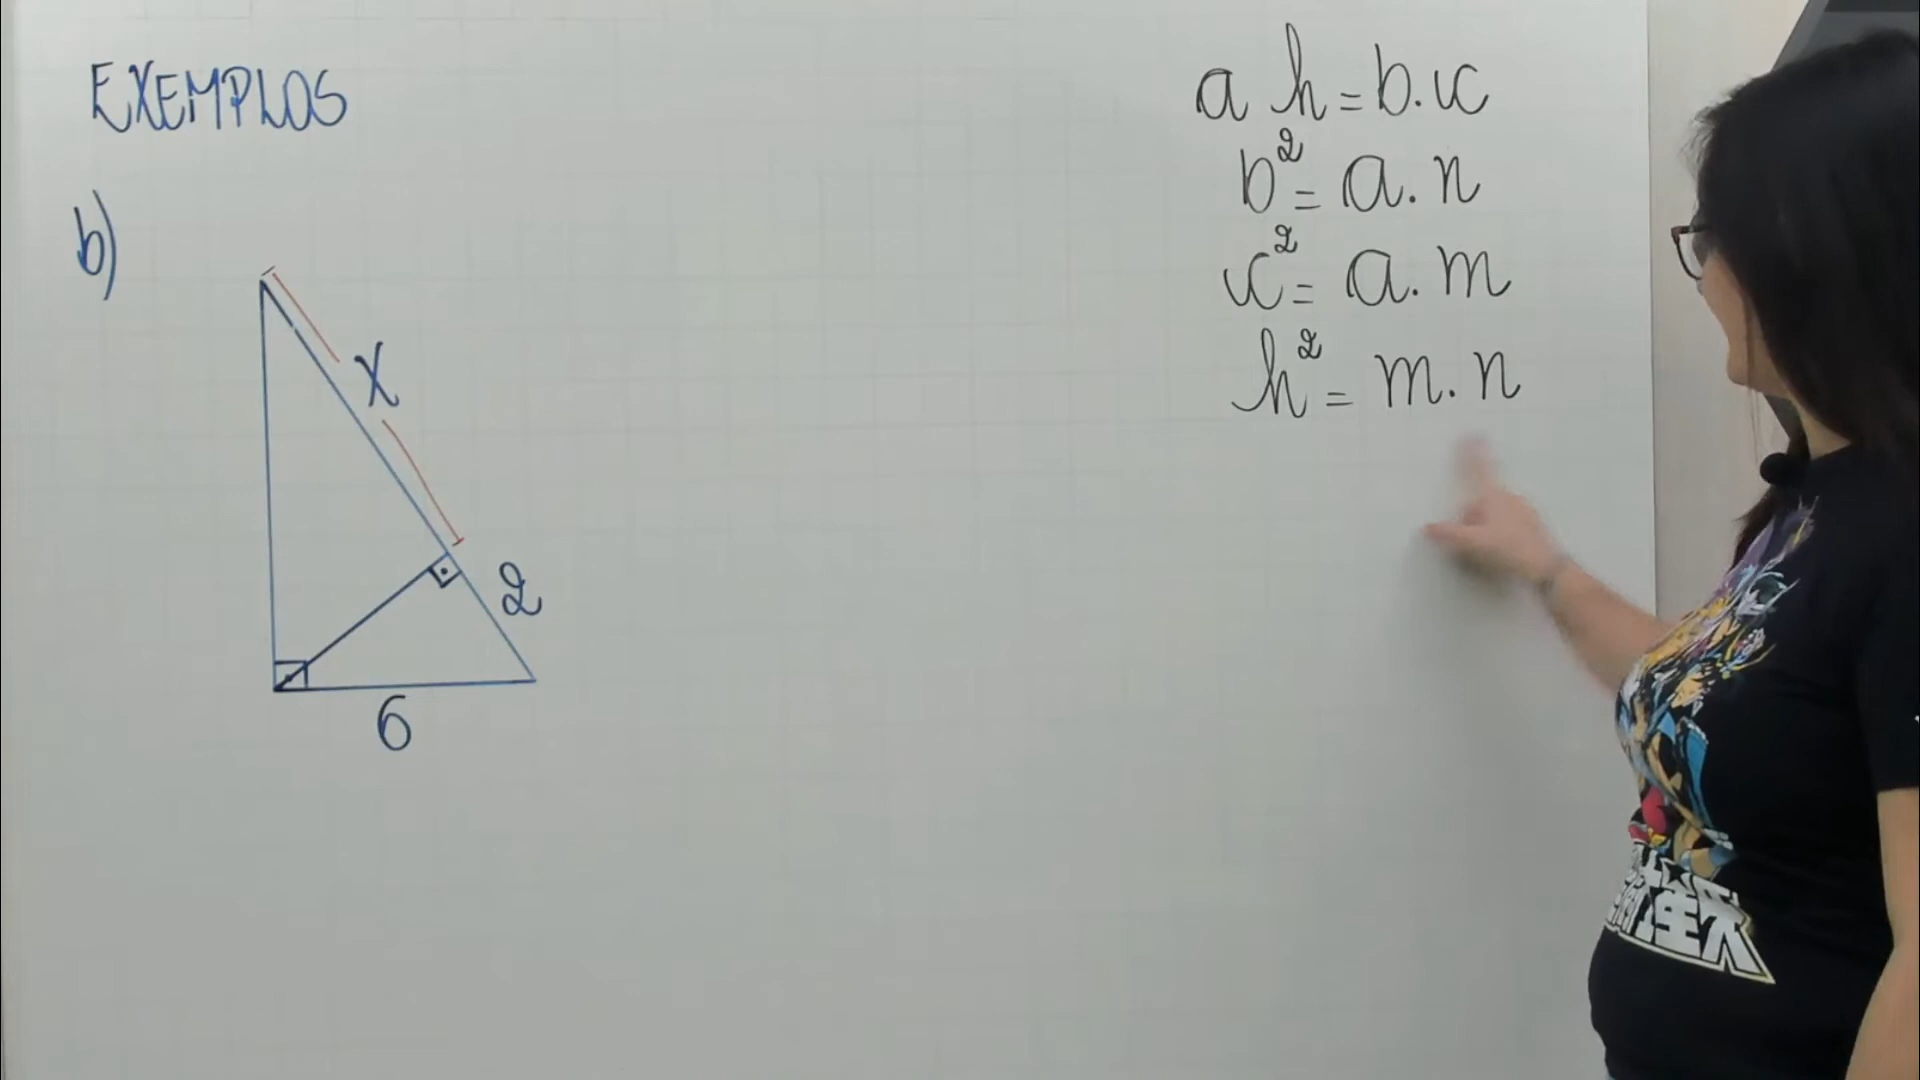 EXEMPLOS
b)
X
2
6
a h = b.c
b² = a.n
c² = a.m
h² = m.n